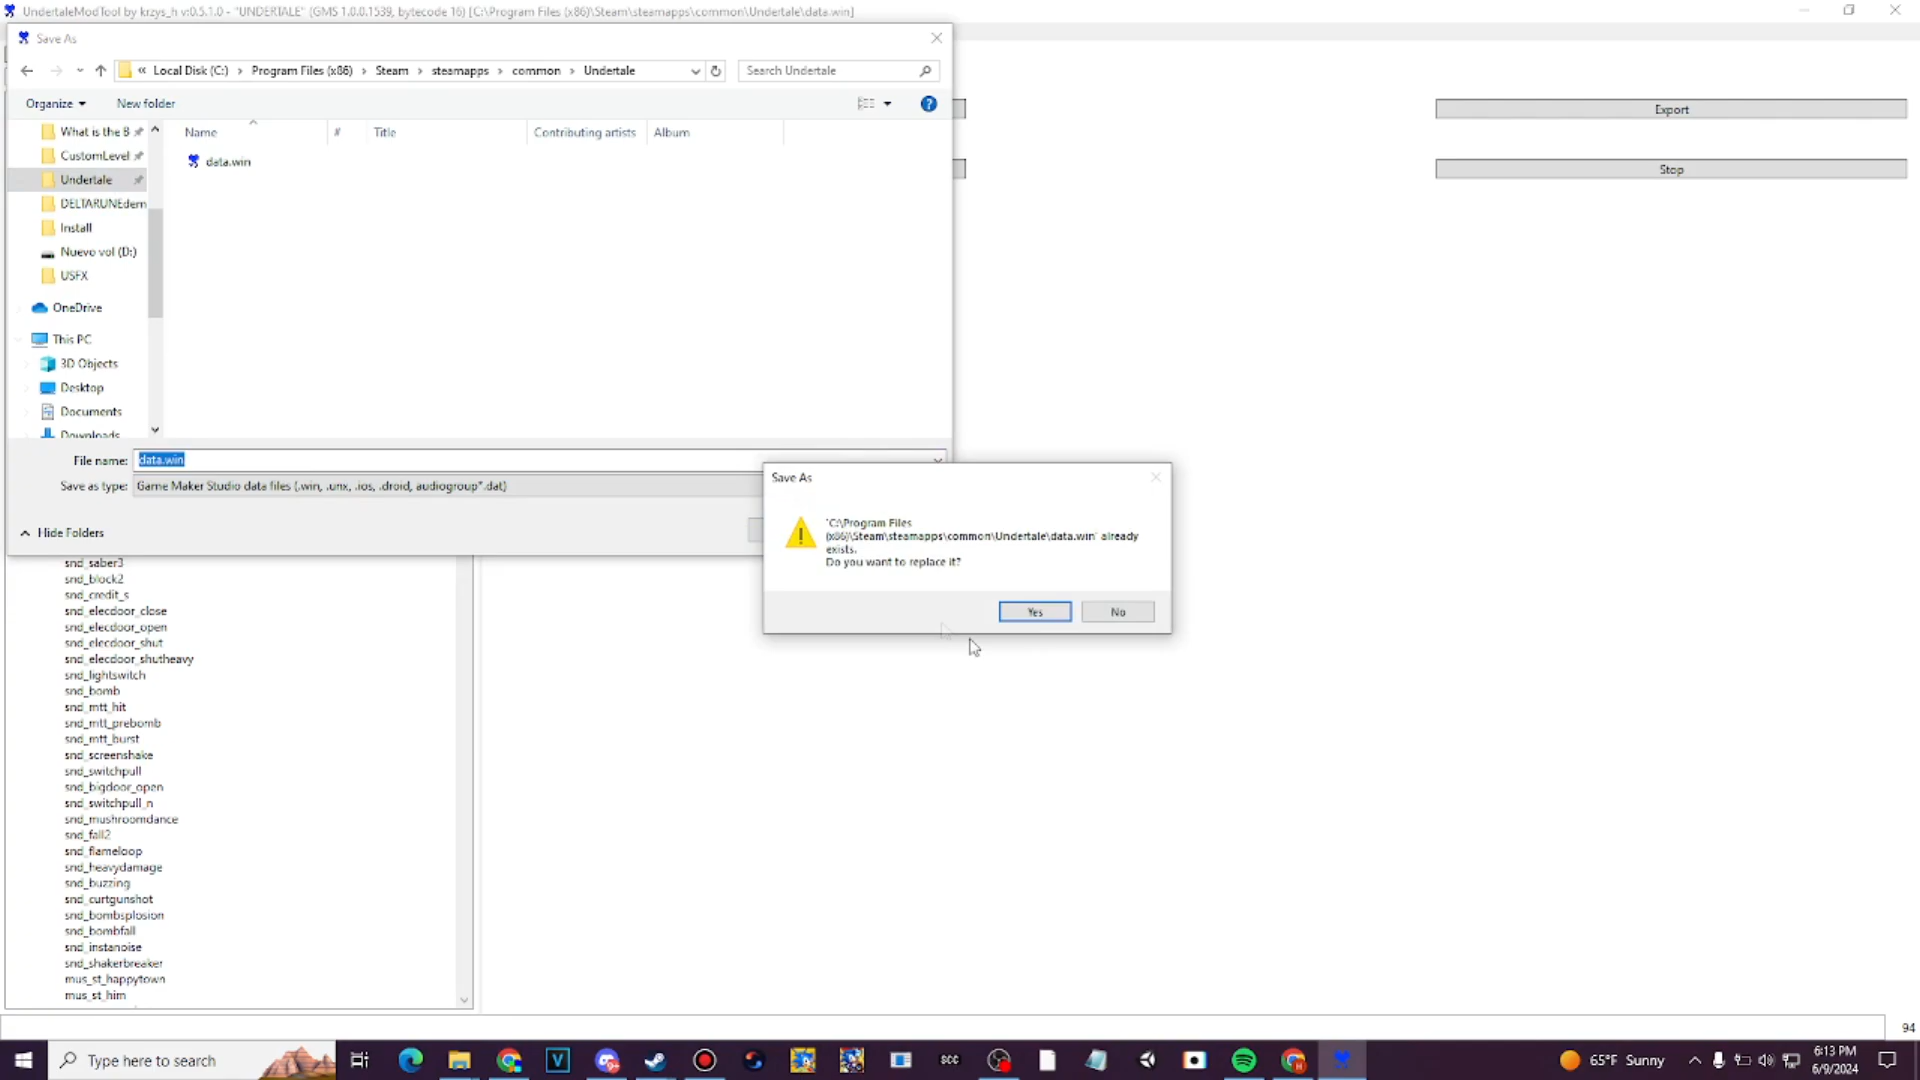 UndertaleModTool by krzys_h v:0.5.1.0 - "UNDERTALE" (GMS 1.0.0.1539, bytecode 16) [C:\Program Files (x86)\Steam\steamapps\common\Undertale\data.win]
Save As
« Local Disk (C:) › Program Files (x86) › Steam › steamapps › common › Undertale
Search Undertale
Organize
New folder
?
What is the B
CustomLevel
Undertale
DELTARUNEdem
Install
Nuevo vol (D:)
USFX
OneDrive
This PC
3D Objects
Desktop
Documents
Downloads
Name
#
Title
Contributing artists
Album
data.win
Export
Stop
File name:
data.win
Save as type:
Game Maker Studio data files (.win, .unx, .ios, .droid, audiogroup*.dat)
Hide Folders
Save As
'C:\Program Files
(x86)\Steam\steamapps\common\Undertale\data.win' already
exists.
Do you want to replace it?
Yes
No
snd_saber3
snd_block2
snd_credit_s
snd_elecdoor_close
snd_elecdoor_open
snd_elecdoor_shut
snd_elecdoor_shutheavy
snd_lightswitch
snd_bomb
snd_mtt_hit
snd_mtt_prebomb
snd_mtt_burst
snd_screenshake
snd_switchpull
snd_bigdoor_open
snd_switchpull_n
snd_mushroomdance
snd_fall2
snd_flameloop
snd_heavydamage
snd_buzzing
snd_curtgunshot
snd_bombsplosion
snd_bombfall
snd_instanoise
snd_shakerbreaker
mus_st_happytown
mus_st_him
94
Type here to search
V
SCC
65°F Sunny
6:13 PM
6/9/2024